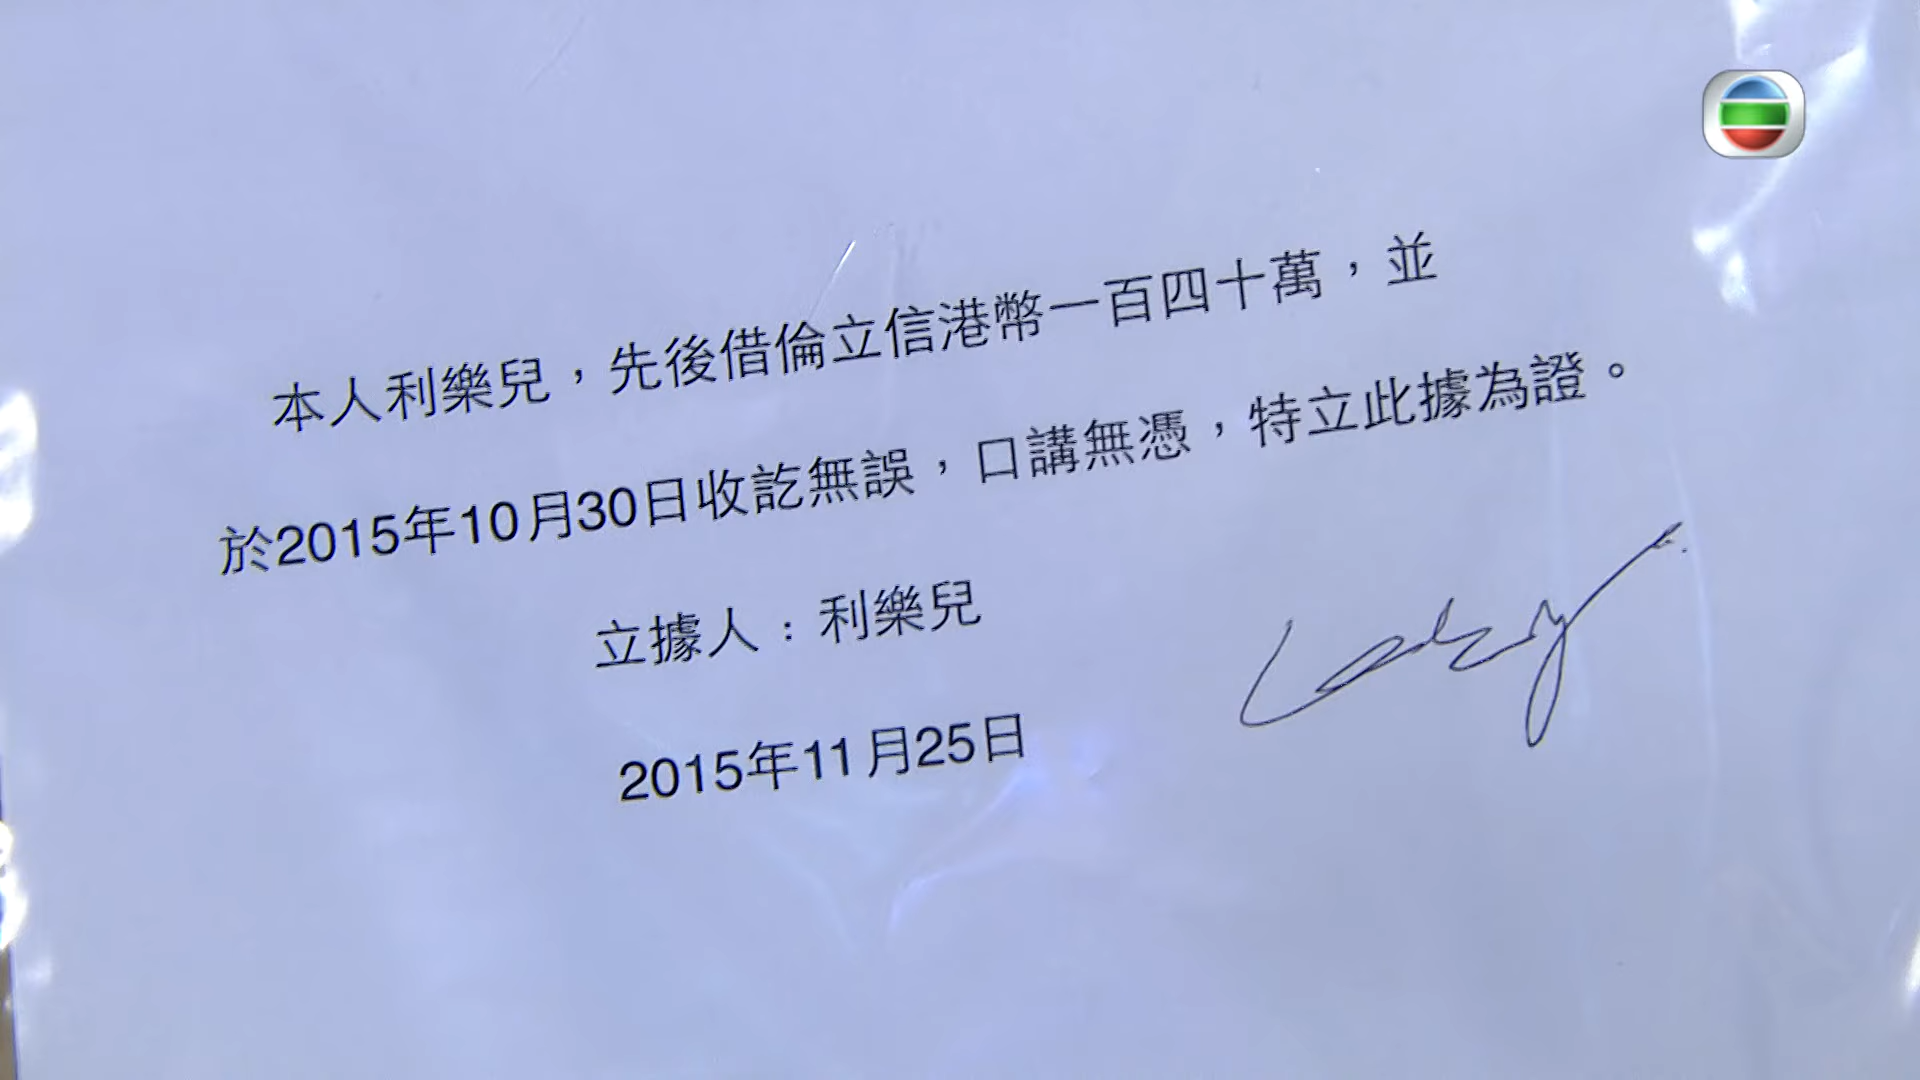 本人利樂兒，先後借倫立信港幣一百四十萬，並
於2015年10月30日收訖無誤，口講無憑，特立此據為證。
立據人：利樂兒
2015年11月25日